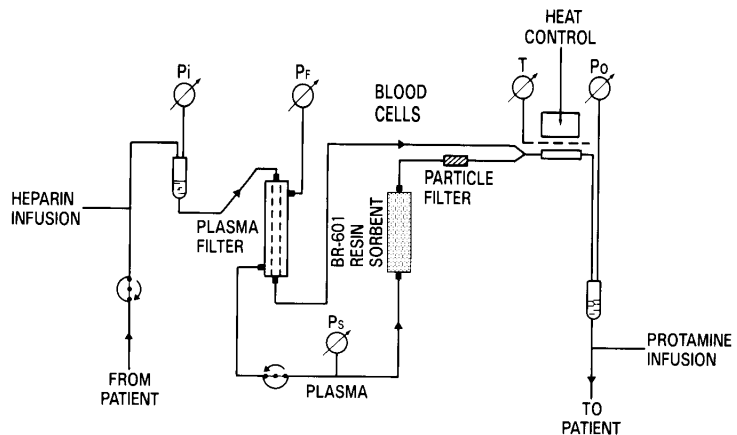 HEAT
CONTROL
Pi
PF
T
Po
BLOOD
CELLS
HEPARIN
INFUSION
PLASMA
FILTER
PARTICLE
FILTER
BR-601
RESIN
SORBENT
PS
PLASMA
FROM
PATIENT
PROTAMINE
INFUSION
TO
PATIENT